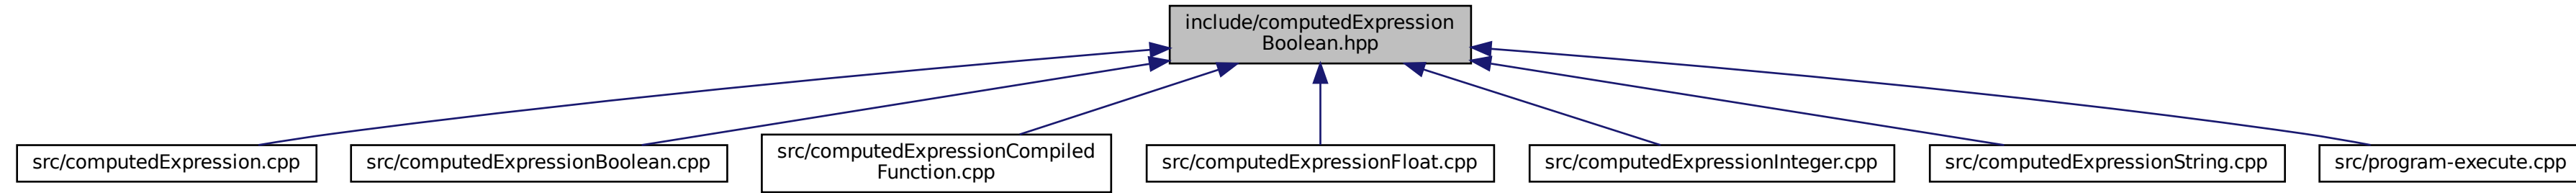 include/computedExpression
Boolean.hpp
src/computedExpression.cpp
src/computedExpressionBoolean.cpp
src/computedExpressionCompiled
Function.cpp
src/computedExpressionFloat.cpp
src/computedExpressionInteger.cpp
src/computedExpressionString.cpp
src/program-execute.cpp